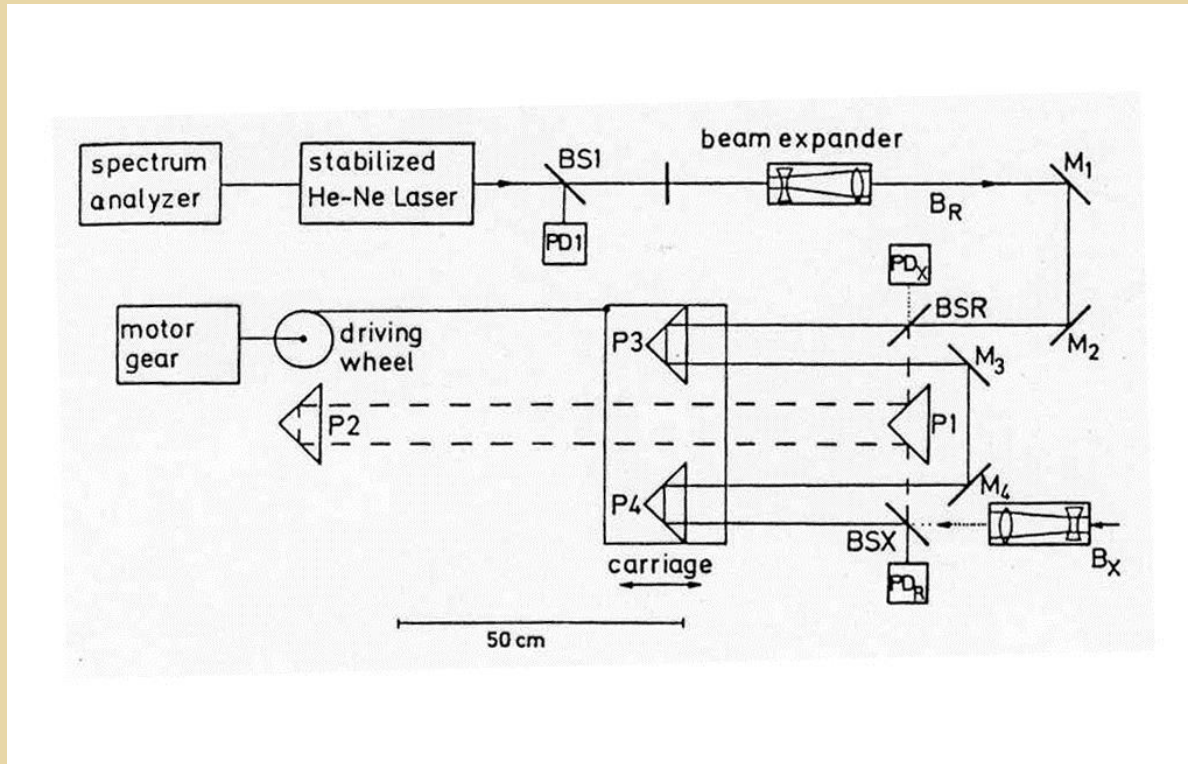 beam expander
spectrum
analyzer
stabilized
He-Ne Laser
BS1
M1
BR
PD1
PDX
BSR
motor
gear
driving
wheel
P3
M2
M3
P2
P1
P4
M4
BSX
BX
carriage
PDR
50 cm